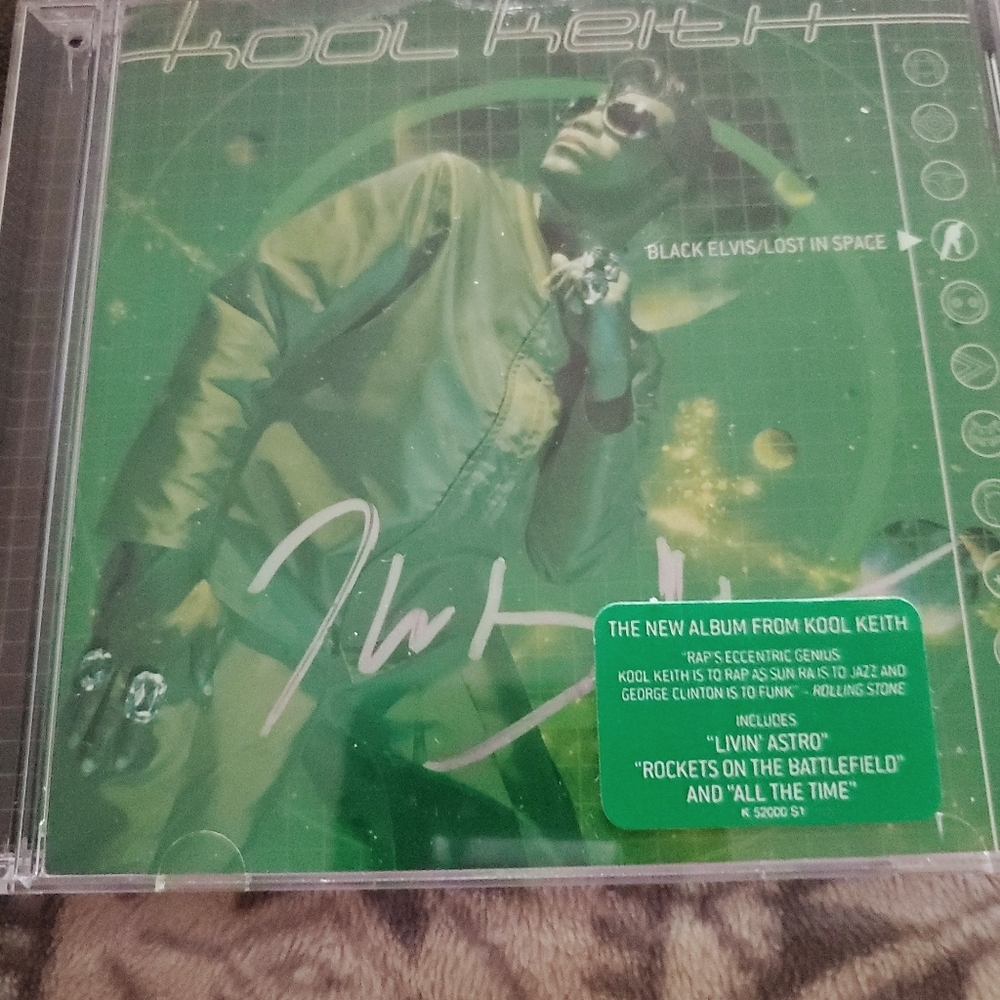 KOOL KEITH
BLACK ELVIS/LOST IN SPACE
THE NEW ALBUM FROM KOOL KEITH
"RAP'S ECCENTRIC GENIUS
KOOL KEITH IS TO RAP AS SUN RA IS TO JAZZ AND
GEORGE CLINTON IS TO FUNK" - ROLLING STONE
INCLUDES
"LIVIN' ASTRO"
"ROCKETS ON THE BATTLEFIELD"
AND "ALL THE TIME"
K 52000 S1